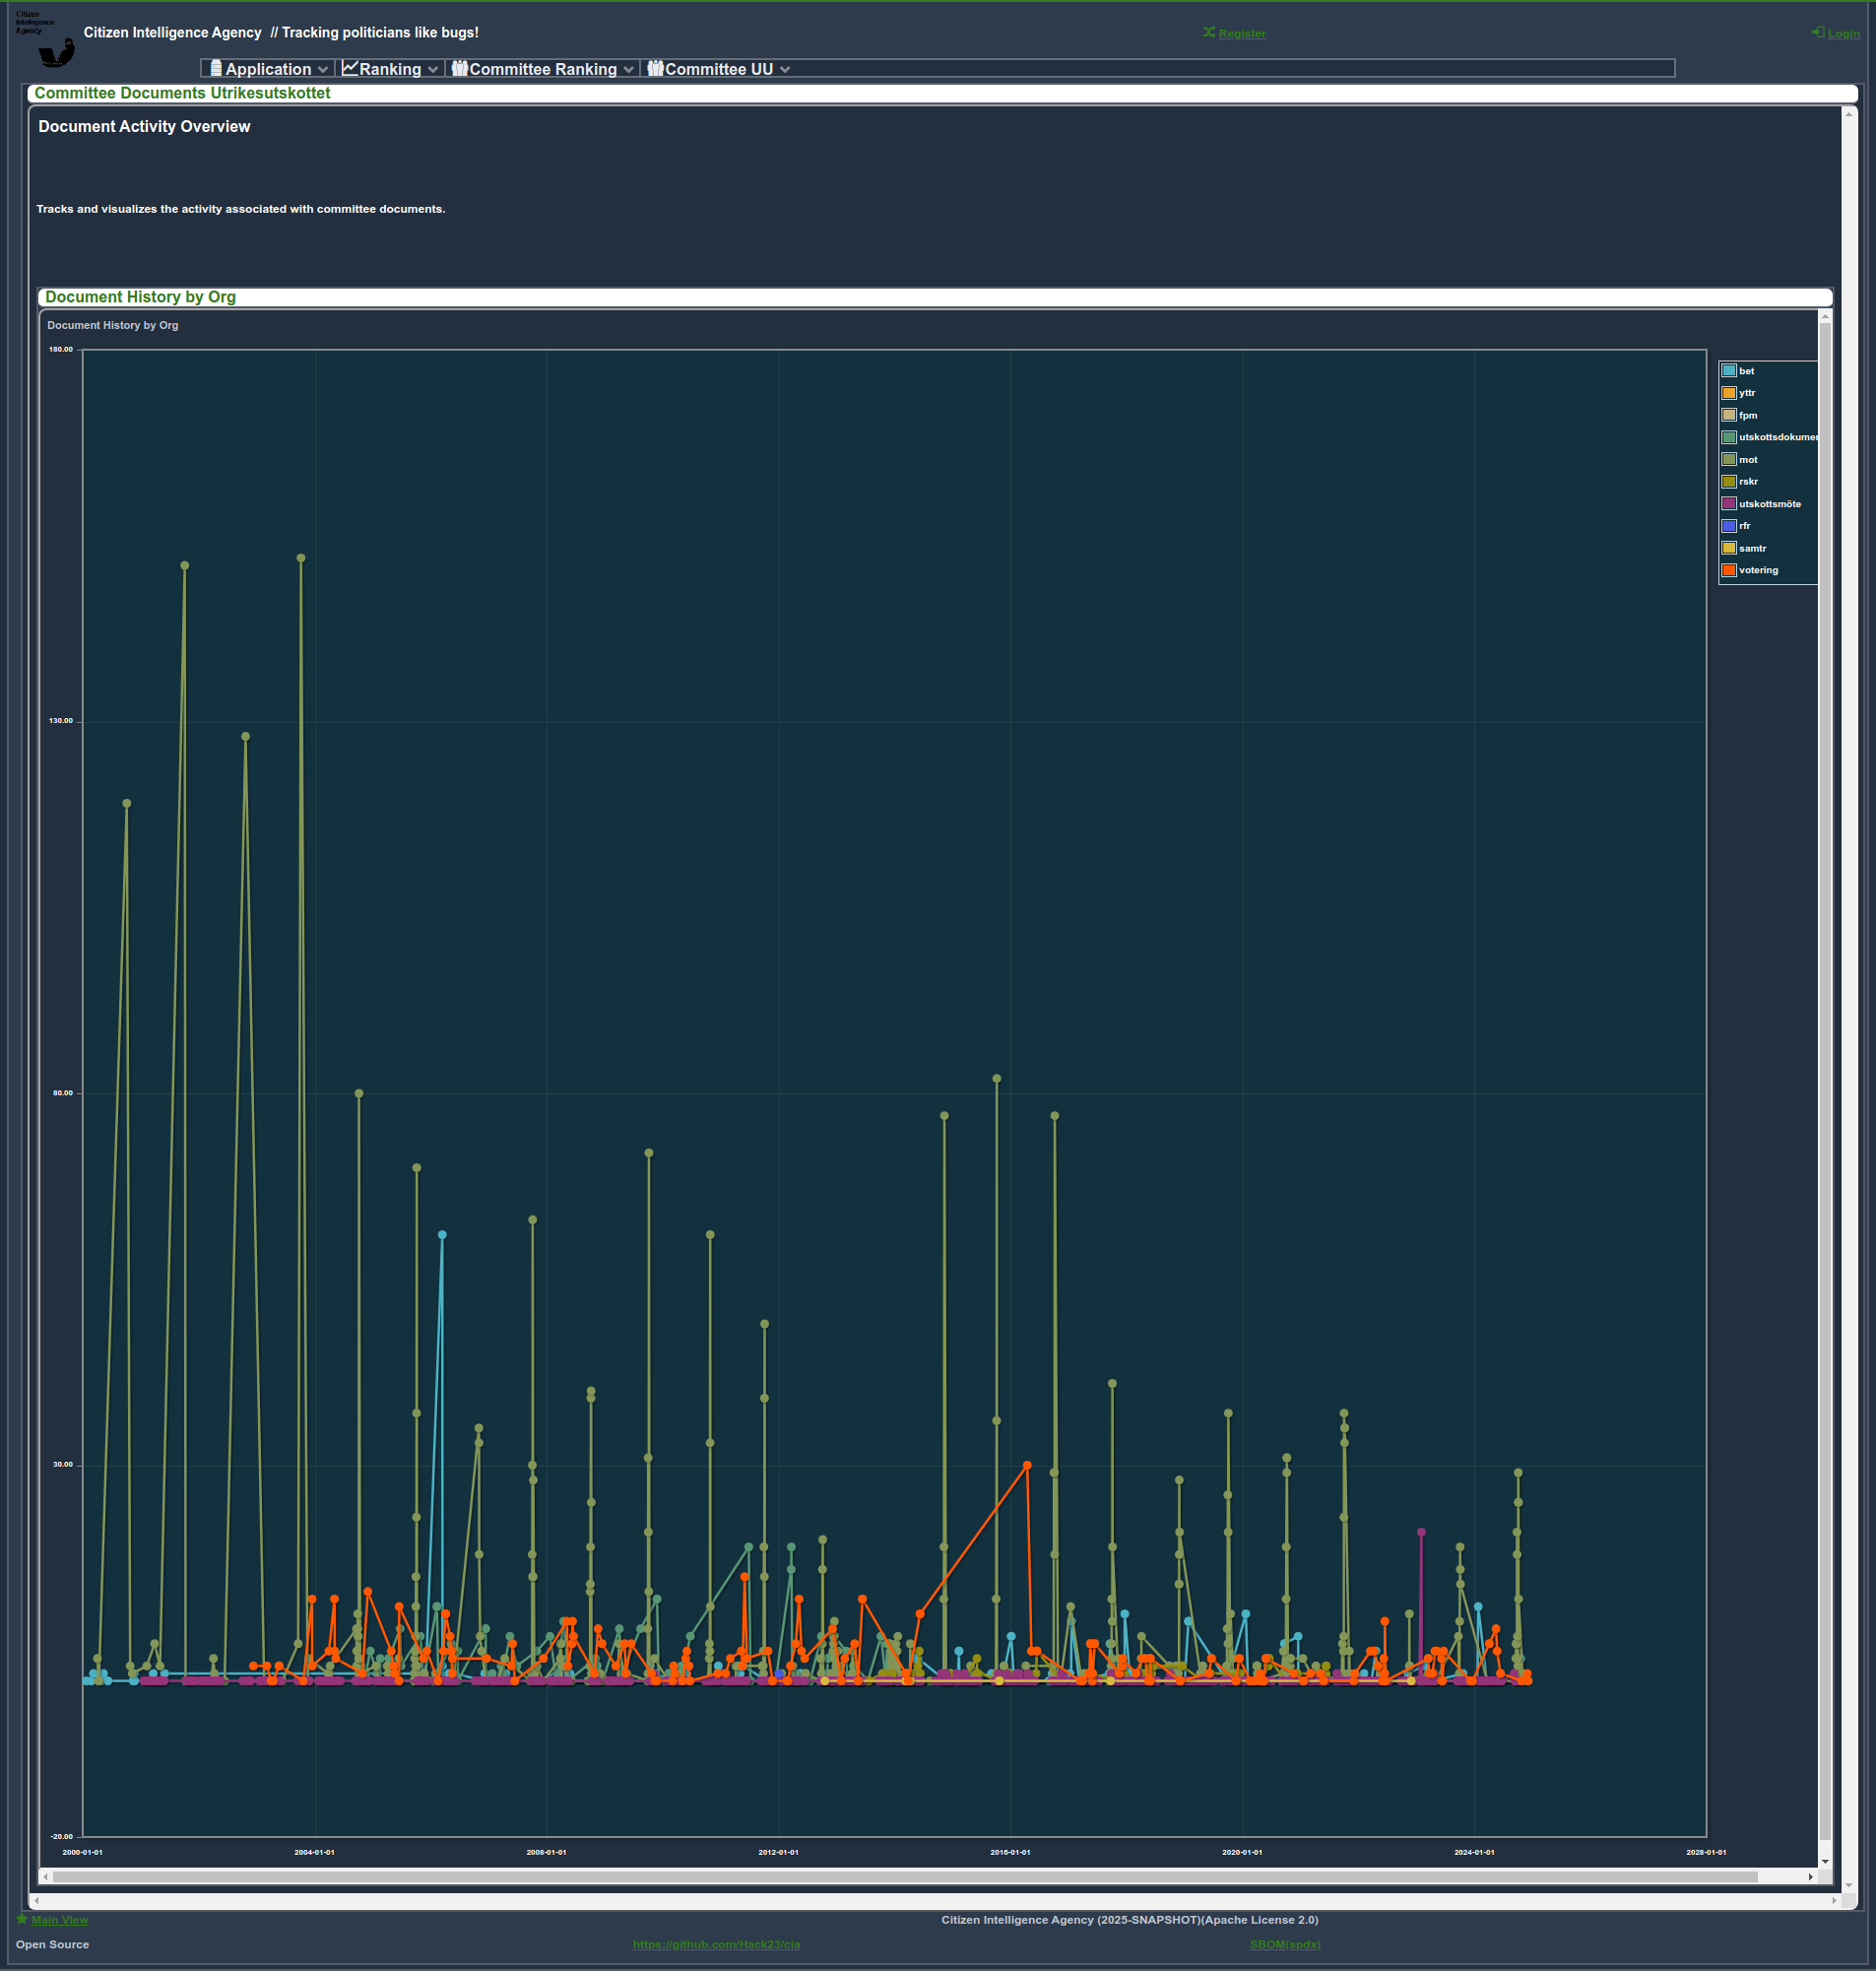 Citizen
Intelligence
Agency
Citizen Intelligence Agency // Tracking politicians like bugs!
Register
Login
Application
Ranking
Committee Ranking
Committee UU
Committee Documents Utrikesutskottet
Document Activity Overview
Tracks and visualizes the activity associated with committee documents.
Document History by Org
Document History by Org
180.00
130.00
80.00
30.00
-20.00
2000-01-01
2004-01-01
2008-01-01
2012-01-01
2016-01-01
2020-01-01
2024-01-01
2028-01-01
bet
yttr
fpm
utskottsdokumen
mot
rskr
utskottsmöte
rfr
samtr
votering
Main View
Citizen Intelligence Agency (2025-SNAPSHOT)(Apache License 2.0)
Open Source
https://github.com/Hack23/cia
SBOM(spdx)